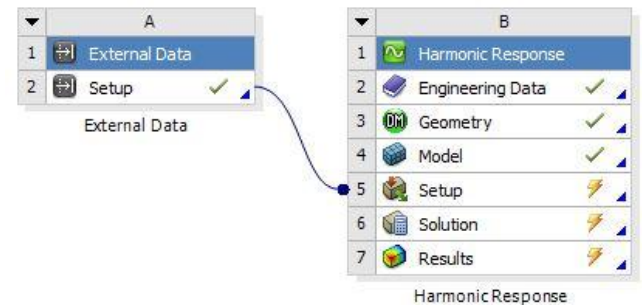 A
1 External Data
2 Setup
External Data
B
1 Harmonic Response
2 Engineering Data
3 DM Geometry
4 Model
5 Setup
6 Solution
7 Results
Harmonic Response